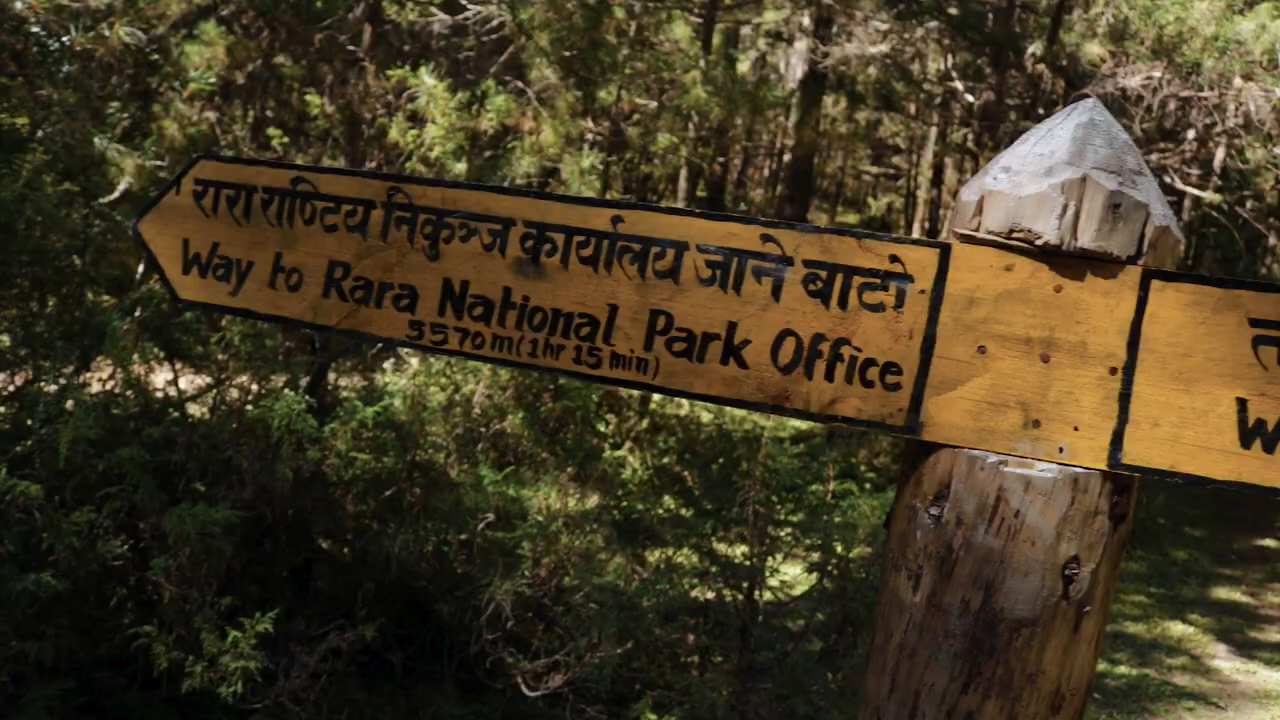 रारा राष्ट्रिय निकुञ्ज कार्यालय जाने बाटो
Way to Rara National Park Office
5570m (1hr 15 min)